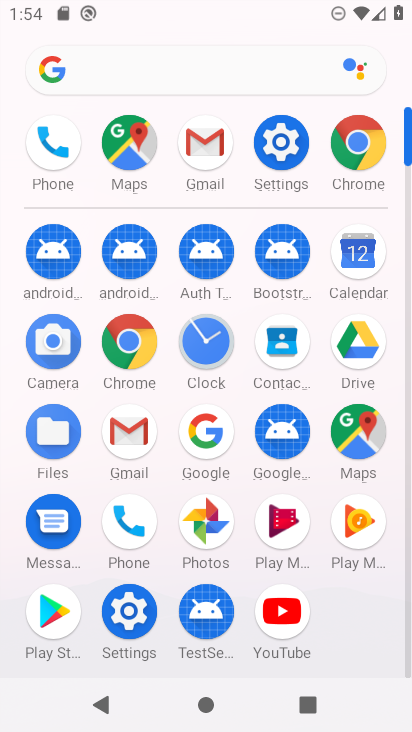 1:54
G
Phone Maps Gmail Settings Chrome
android... android... Auth T... Bootstr... Calendar
12
Camera Chrome Clock Contac... Drive
Files Gmail Google Google... Maps
Messa... Phone Photos Play M... Play M...
Play St... Settings TestSe... YouTube